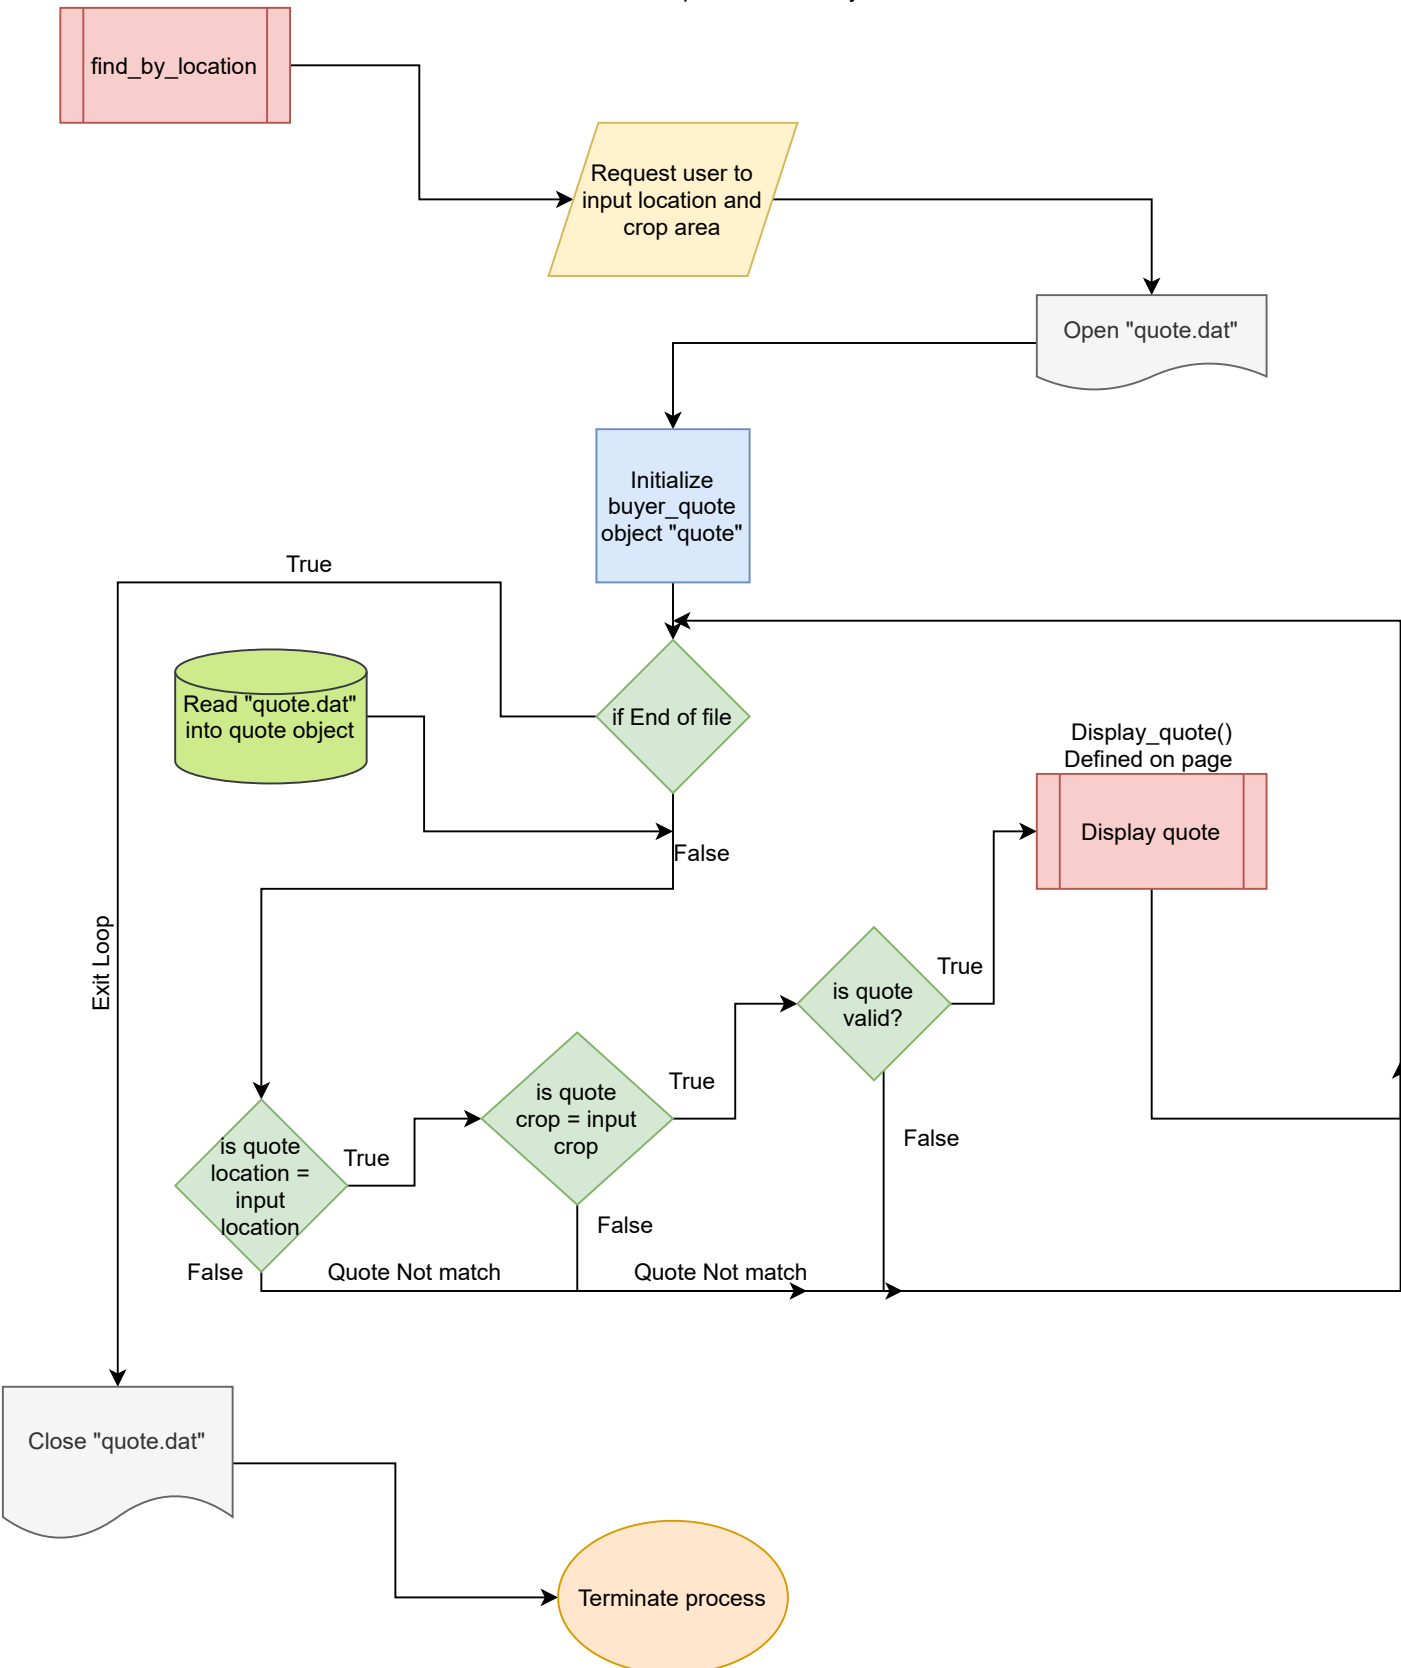 find_by_location
Request user to
input location and
crop area
Open "quote.dat"
Initialize
buyer_quote
object "quote"
True
Read "quote.dat"
into quote object
if End of file
Display_quote()
Defined on page
Display quote
False
Exit Loop
is quote
valid?
True
is quote
crop = input
crop
True
False
is quote
location =
input
location
True
False
False
Quote Not match
Quote Not match
Close "quote.dat"
Terminate process